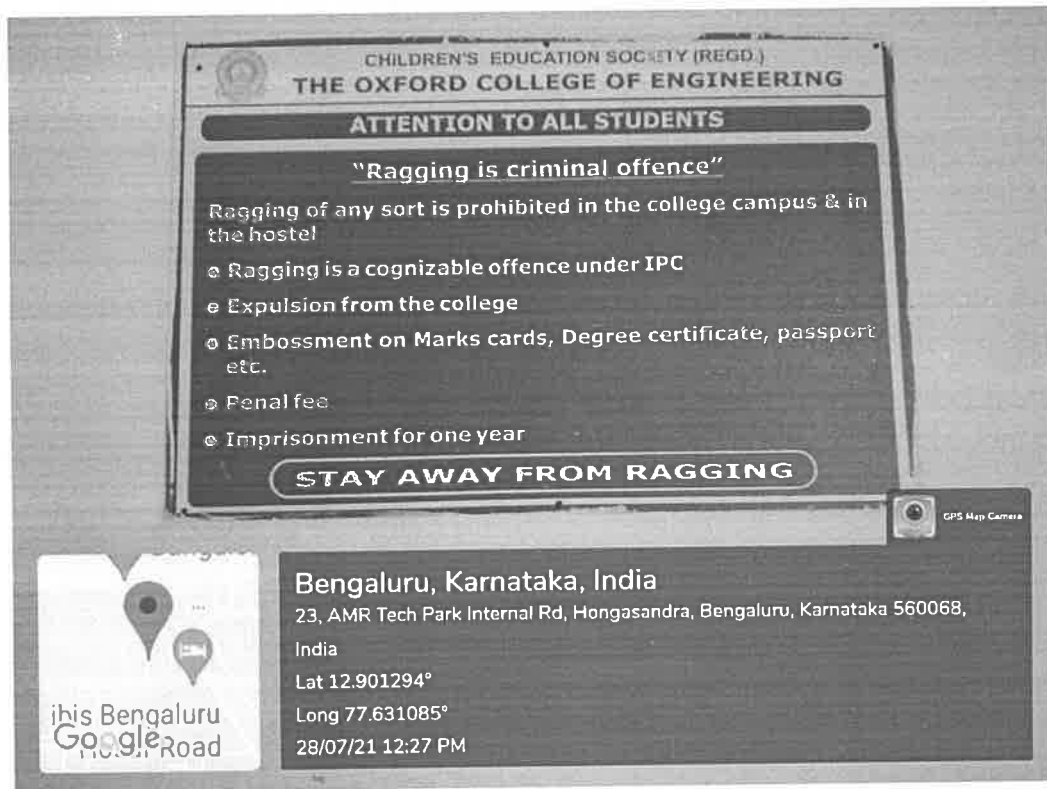 CHILDREN'S EDUCATION SOCIETY (REGD.)
THE OXFORD COLLEGE OF ENGINEERING
ATTENTION TO ALL STUDENTS
"Ragging is criminal offence"
Ragging of any sort is prohibited in the college campus & in
the hostel
Ragging is a cognizable offence under IPC
Expulsion from the college
Embossment on Marks cards, Degree certificate, passport
etc.
Penal fee
Imprisonment for one year
STAY AWAY FROM RAGGING
GPS Map Camera
Bengaluru, Karnataka, India
23, AMR Tech Park Internal Rd, Hongasandra, Bengaluru, Karnataka 560068,
India
Lat 12.901294°
Long 77.631085°
28/07/21 12:27 PM
ibis Bengaluru
Road
Google